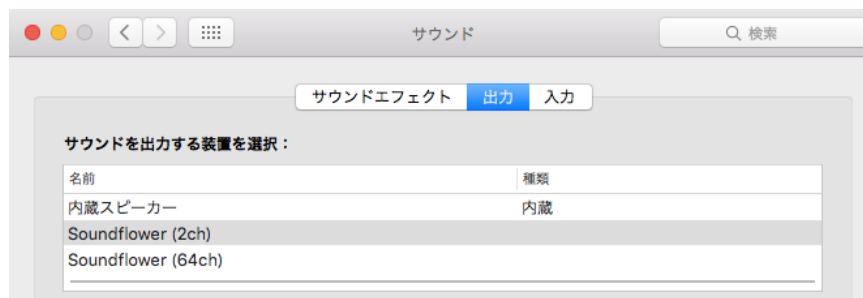 サウンド
検索
サウンドエフェクト 出力 入力
サウンドを出力する装置を選択：
名前 種類
内蔵スピーカー 内蔵
Soundflower (2ch)
Soundflower (64ch)